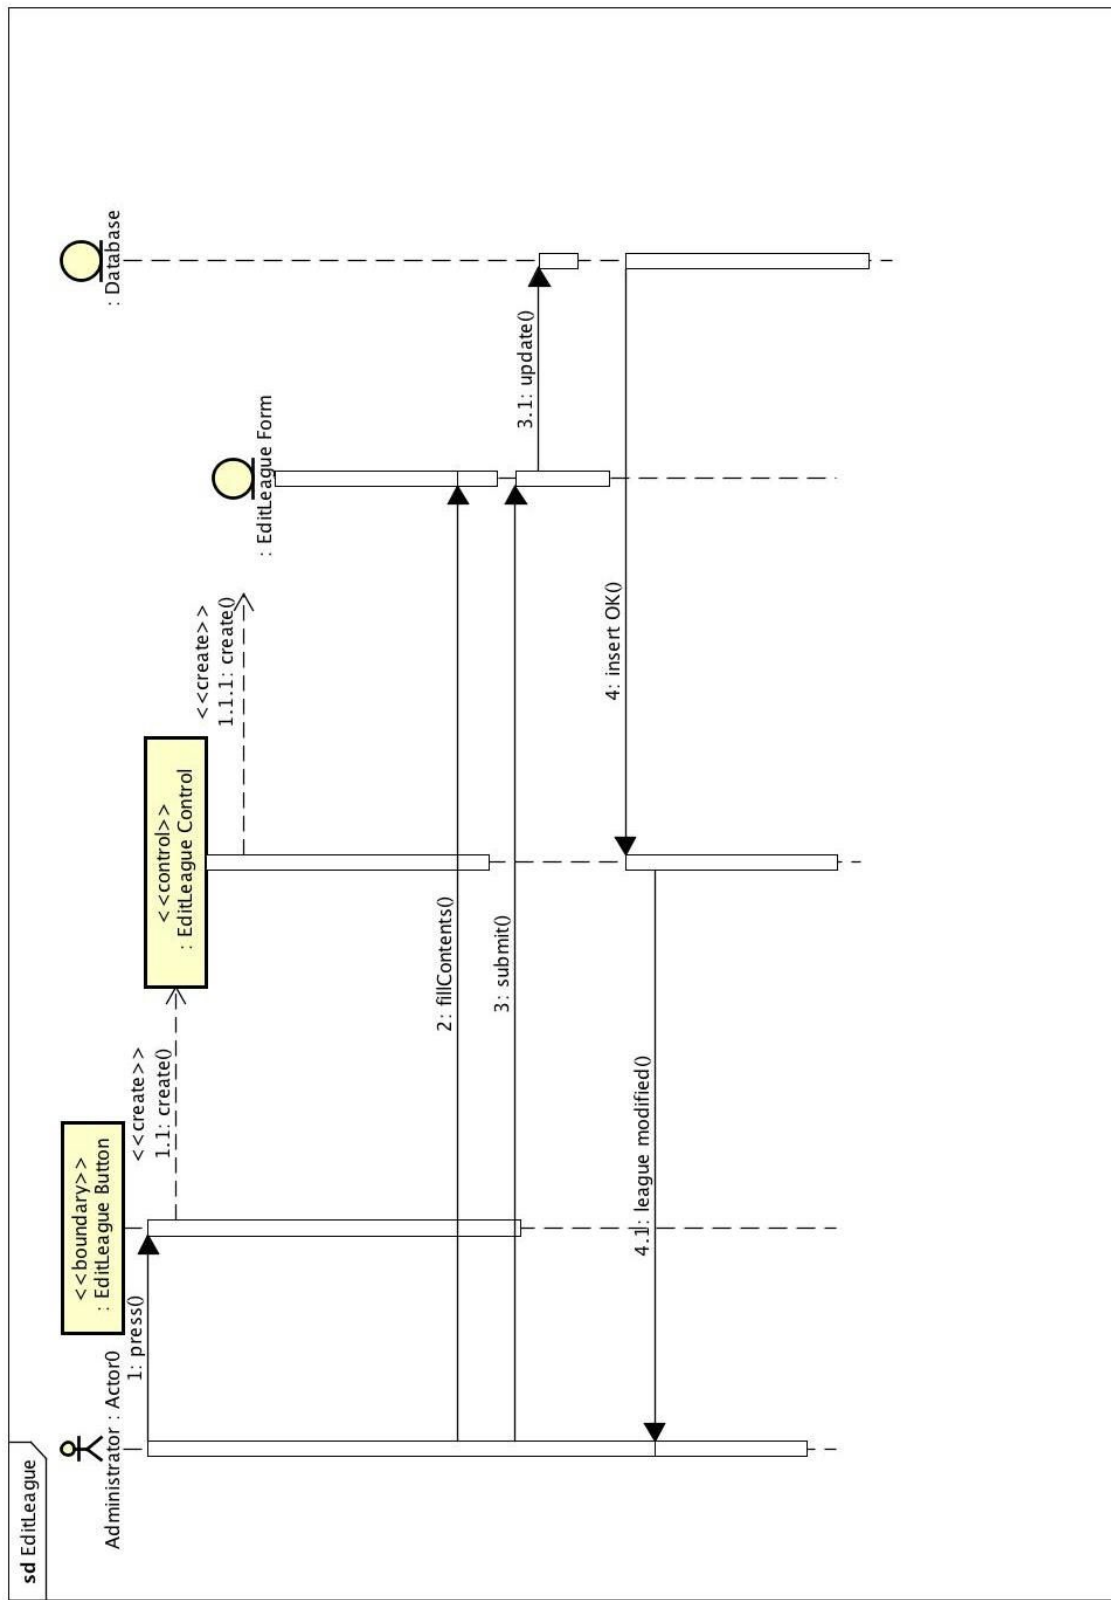 sd EditLeague
Administrator : Actor0
<<boundary>>
: EditLeague Button
<<control>>
: EditLeague Control
: EditLeague Form
: Database
1: press()
<<create>>
1.1: create()
<<create>>
1.1.1: create()
2: fillContents()
3: submit()
3.1: update()
4: insert OK()
4.1: league modified()